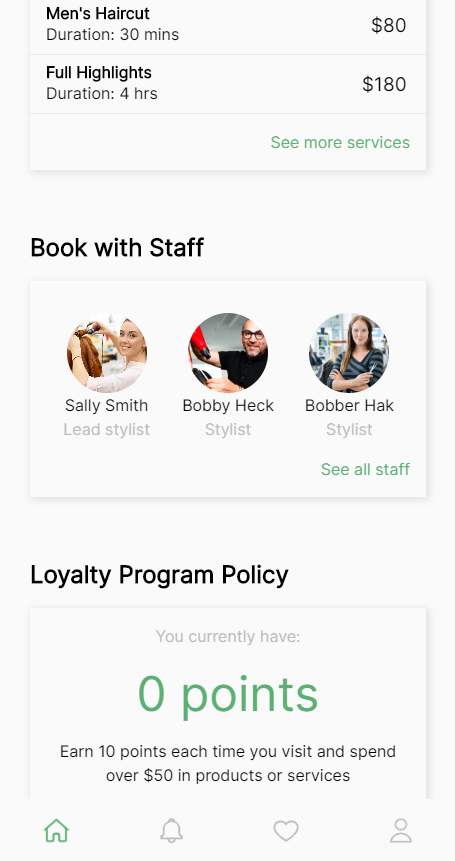 Men's Haircut
Duration: 30 mins
$80
Full Highlights
Duration: 4 hrs
$180
See more services
Book with Staff
Sally Smith
Lead stylist
Bobby Heck
Stylist
Bobber Hak
Stylist
See all staff
Loyalty Program Policy
You currently have:
0 points
Earn 10 points each time you visit and spend
over $50 in products or services